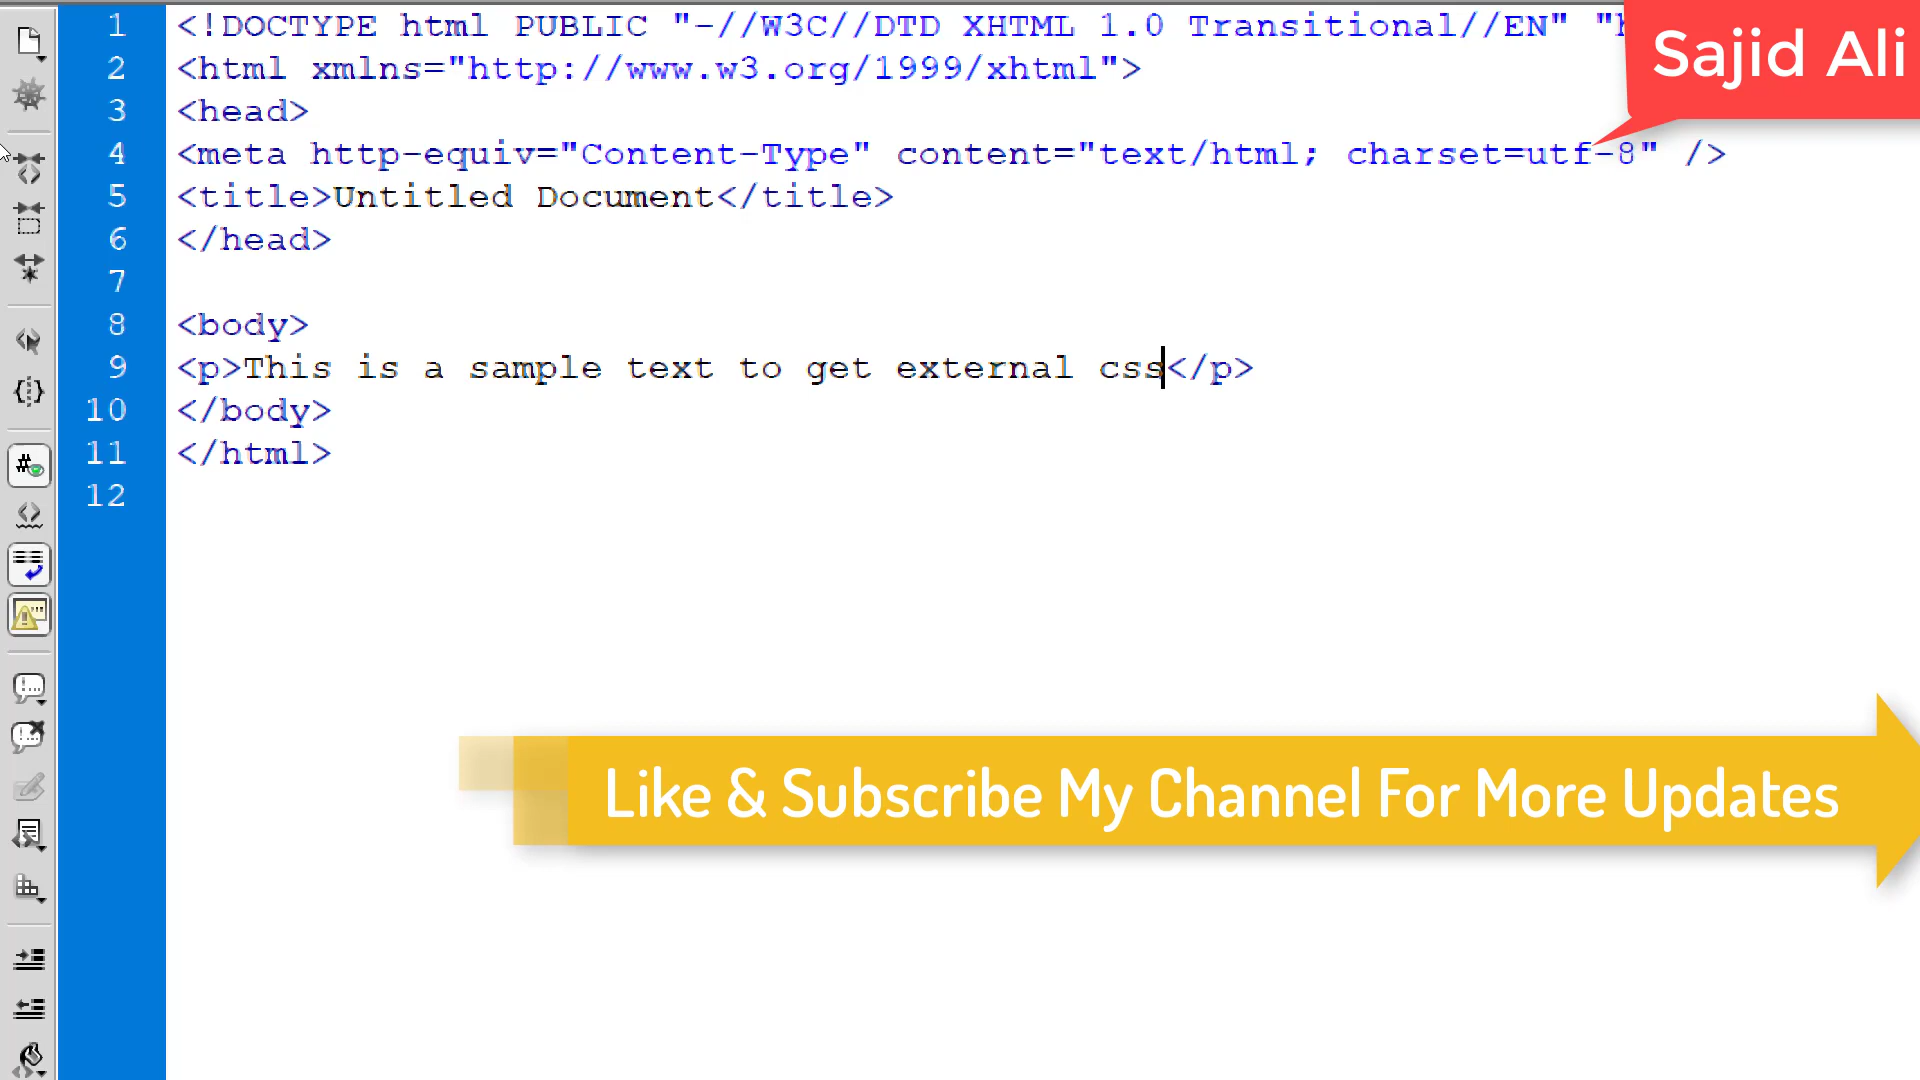 1 <!DOCTYPE html PUBLIC "-//W3C//DTD XHTML 1.0 Transitional//EN"
Sajid Ali
2 <html xmlns="http://www.w3.org/1999/xhtml">
3 <head>
4 <meta http-equiv="Content-Type" content="text/html; charset=utf-8" />
5 <title>Untitled Document</title>
6 </head>
7
8 <body>
9 <p>This is a sample text to get external css</p>
10 </body>
11 </html>
12
Like & Subscribe My Channel For More Updates